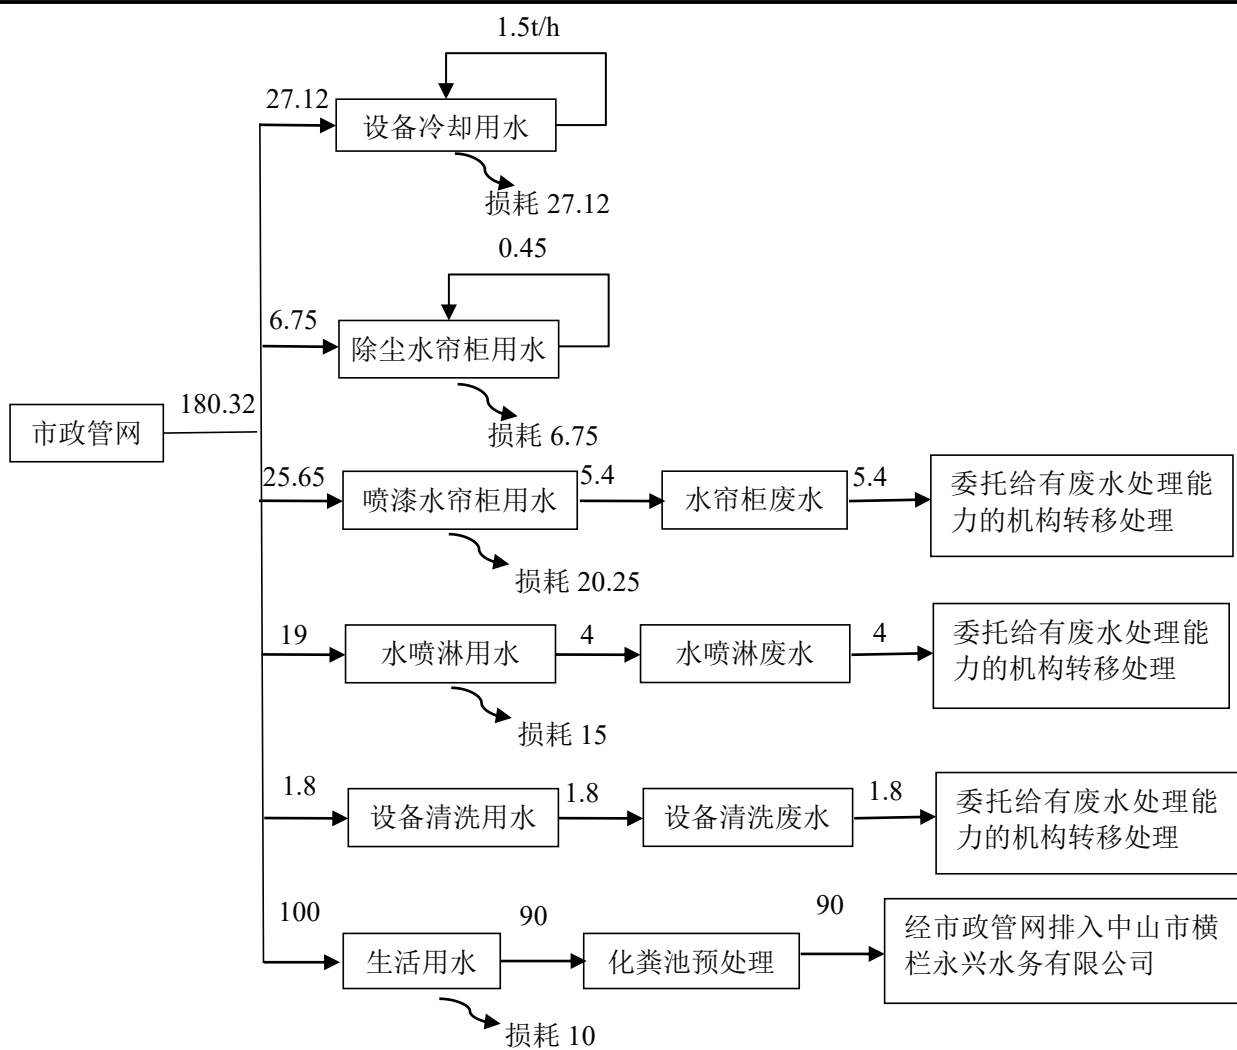 1.5t/h
27.12
设备冷却用水
损耗 27.12
0.45
6.75
除尘水帘柜用水
损耗 6.75
180.32
市政管网
25.65
喷漆水帘柜用水
5.4
水帘柜废水
5.4
委托给有废水处理能
力的机构转移处理
损耗 20.25
19
水喷淋用水
4
水喷淋废水
4
委托给有废水处理能
力的机构转移处理
损耗 15
1.8
设备清洗用水
1.8
设备清洗废水
1.8
委托给有废水处理能
力的机构转移处理
100
生活用水
90
化粪池预处理
90
经市政管网排入中山市横
栏永兴水务有限公司
损耗 10